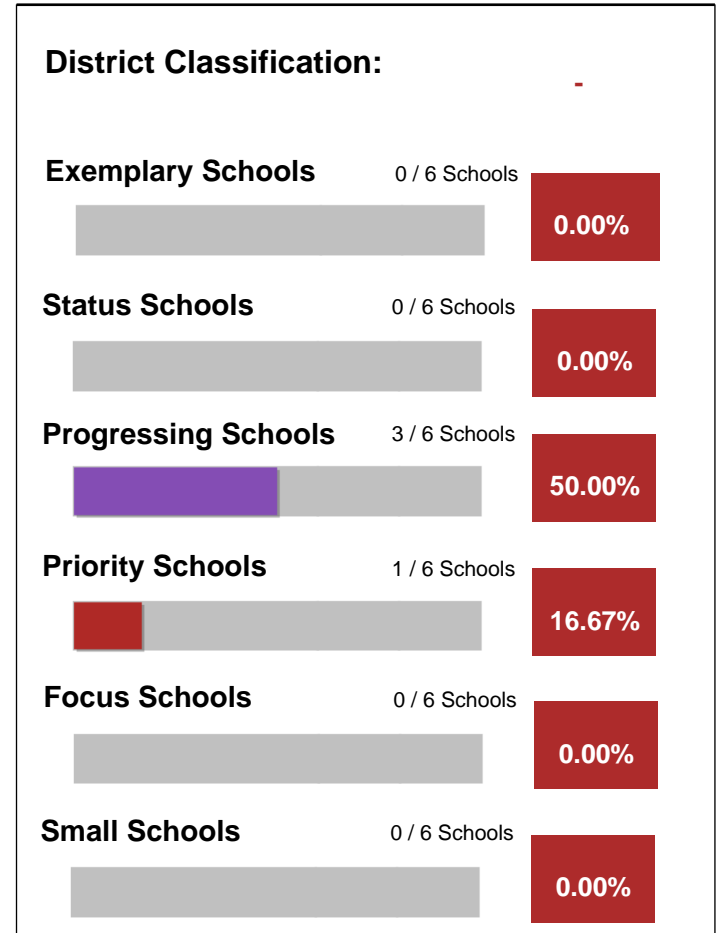 District Classification:
-
Exemplary Schools 0 / 6 Schools
0.00%
Status Schools 0 / 6 Schools
0.00%
Progressing Schools 3 / 6 Schools
50.00%
Priority Schools 1 / 6 Schools
16.67%
Focus Schools 0 / 6 Schools
0.00%
Small Schools 0 / 6 Schools
0.00%